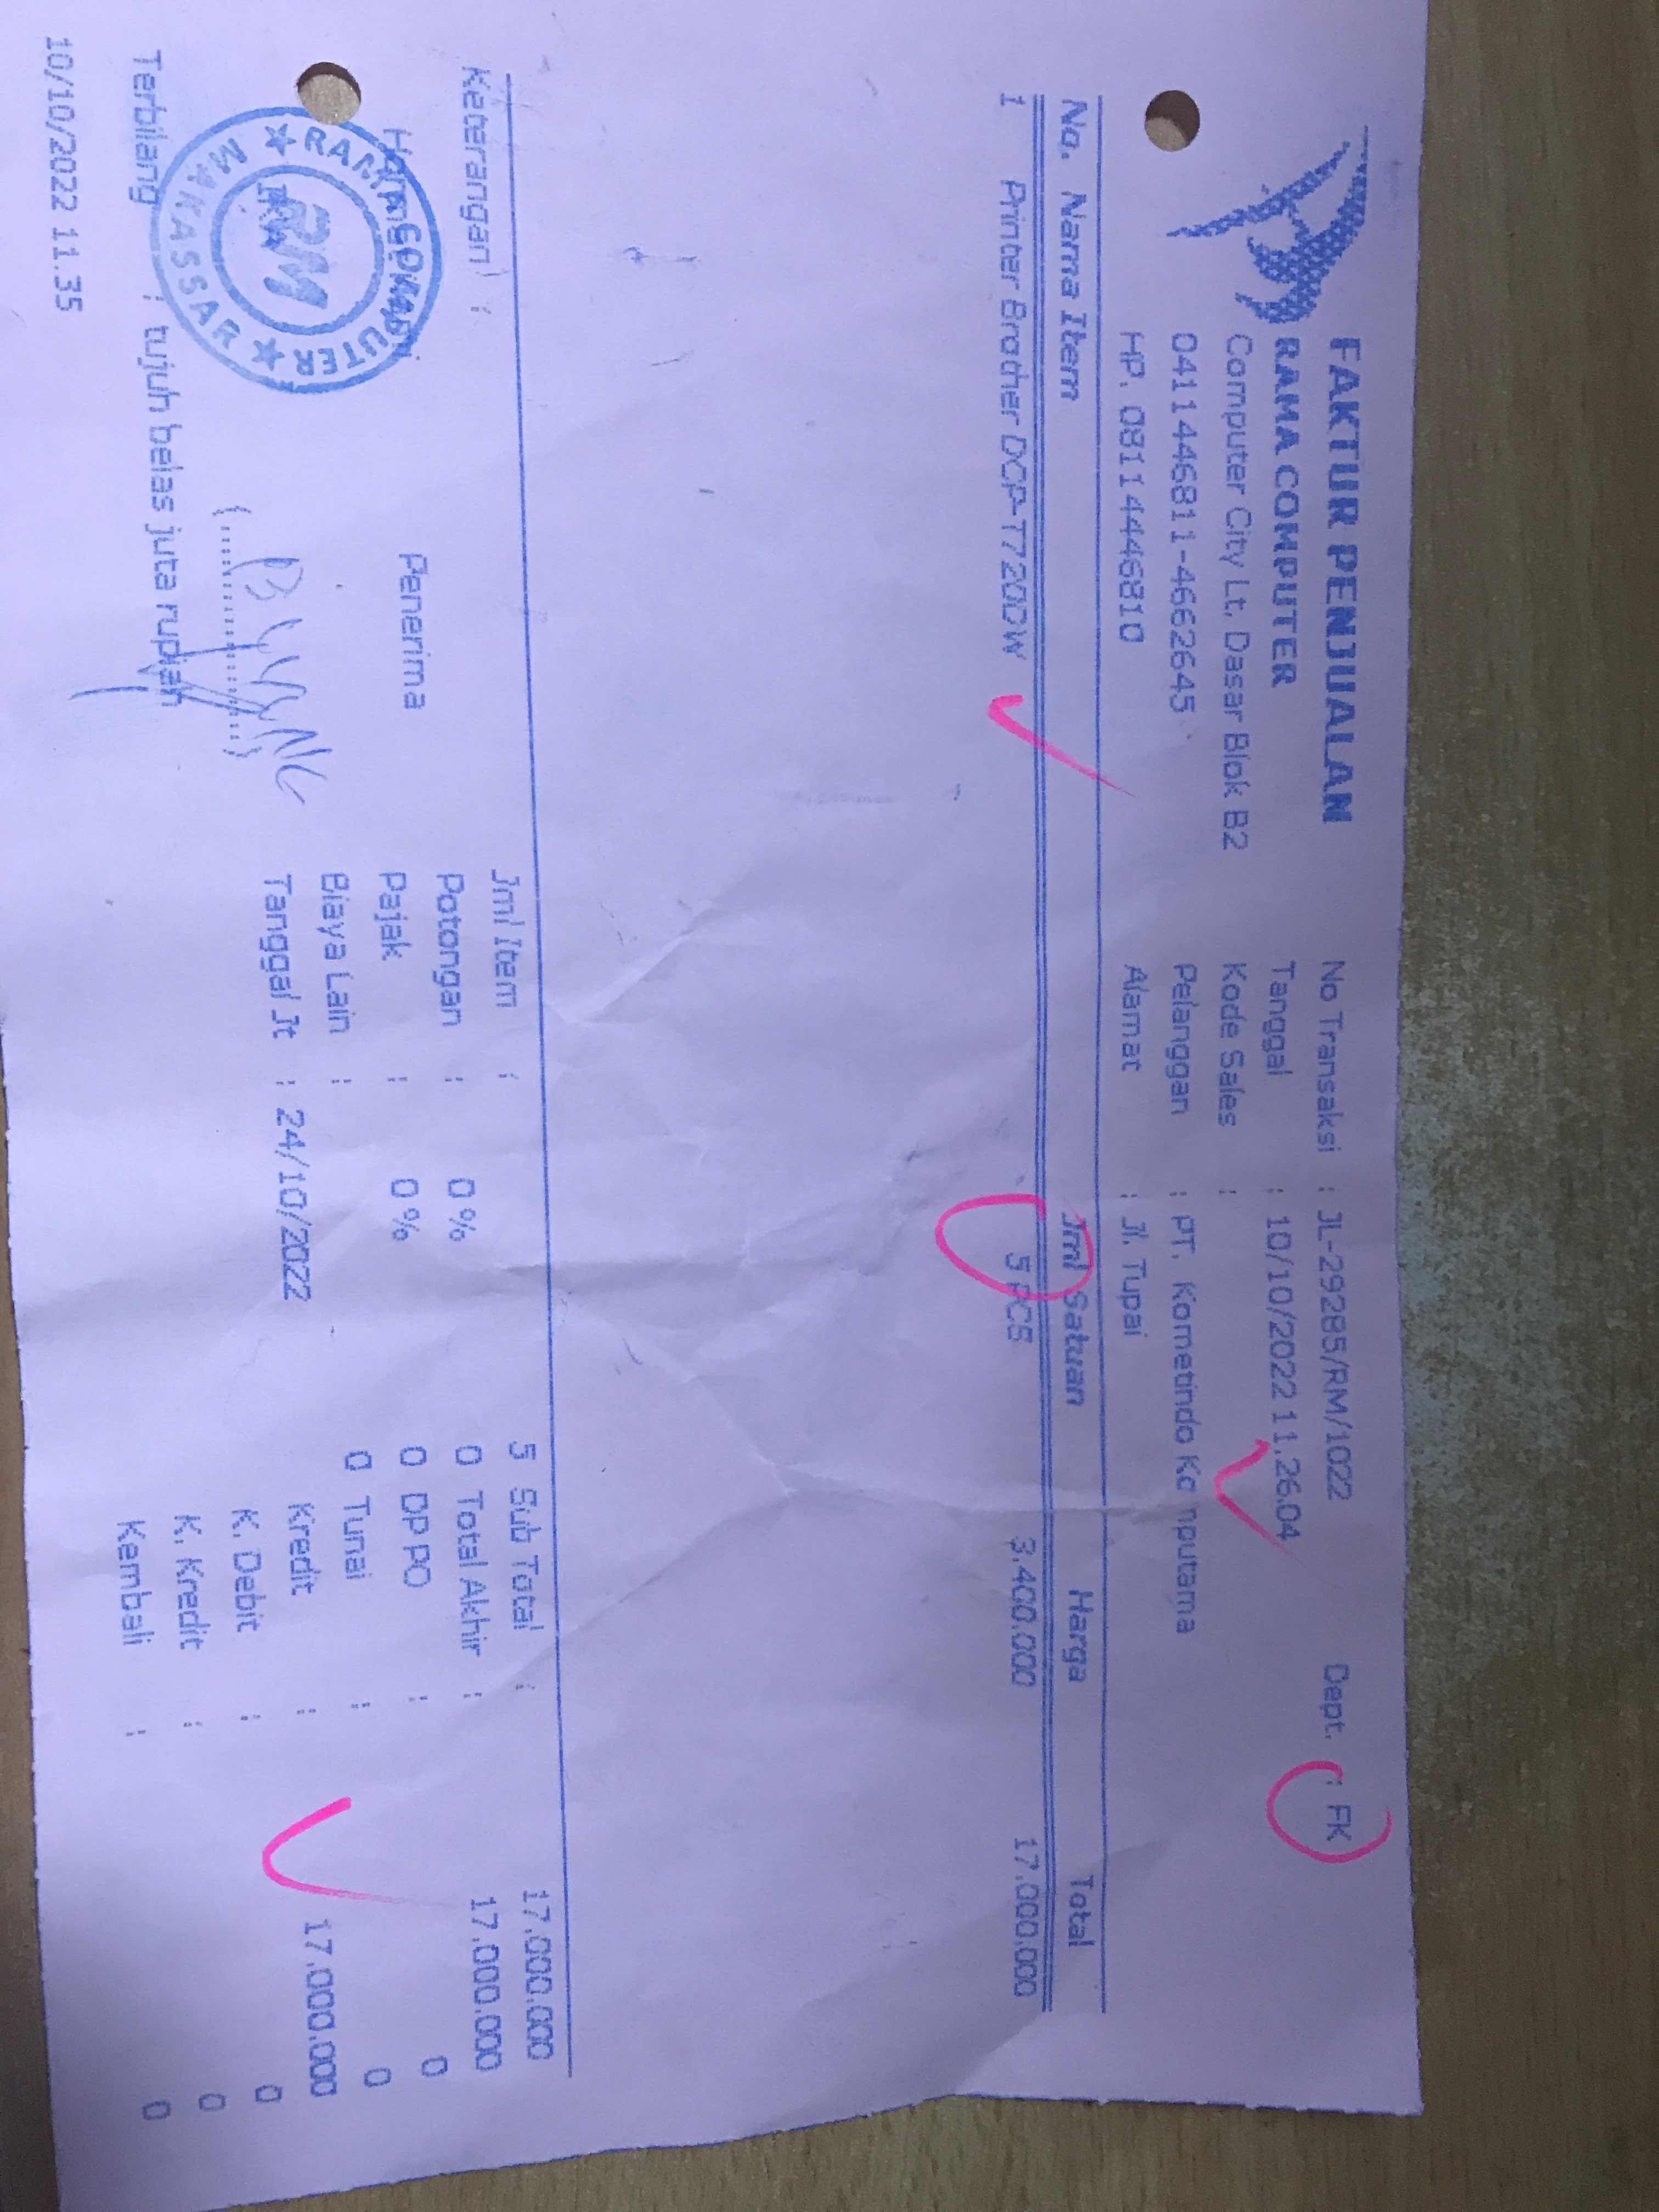 FAKTUR PENJUALAN
RAMA COMPUTER
Computer City Lt. Dasar Blok B2
0411446811-4662645
HP. 08114446810
No Transaksi : JL-29285/RM/1022
Dept. : FK
Tanggal : 10/10/2022 11.26.04
Kode Sales :
Pelanggan : PT. Kometindo Ko nputama
Alamat : Jl. Tupai
No. Nama Item Jml Satuan Harga Total
1 Printer Brother DCP-T720DW 5 PCS 3.400.000 17.000.000
Keterangan :
Jml Item : 5 Sub Total : 17.000.000
Potongan : 0 % 0 Total Akhir : 17.000.000
Pajak : 0 % 0 DP PO : 0
Biaya Lain : 0 Tunai : 0
Tanggal Jt : 24/10/2022 Kredit : 17.000.000
K. Debit : 0
K. Kredit : 0
Kembali : 0
Hormat Kami
Penerima
RAMA COMPUTER
RM
MAKASSAR
(..................)
Terbilang : tujuh belas juta rupiah
10/10/2022 11.35